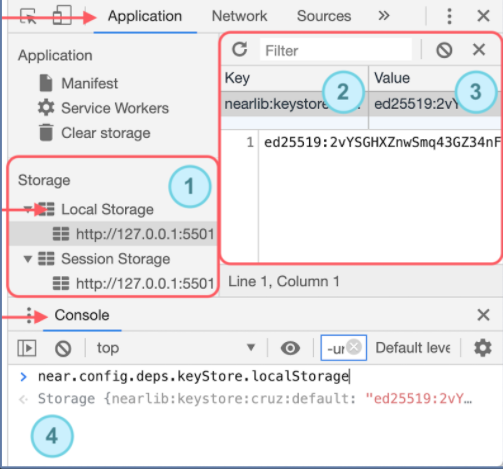 Application Network Sources »
Application
Manifest
Service Workers
Clear storage
Storage
1
Local Storage
http://127.0.0.1:5501
Session Storage
http://127.0.0.1:5501
Filter
Key Value
nearlib:keystore:... ed25519:2vY
2 3
1 ed25519:2vYSGHXZnwSmq43GZ34nF
Line 1, Column 1
Console
top -ur Default leve
> near.config.deps.keyStore.localStorage
Storage {nearlib:keystore:cruz:default: "ed25519:2vY…
4